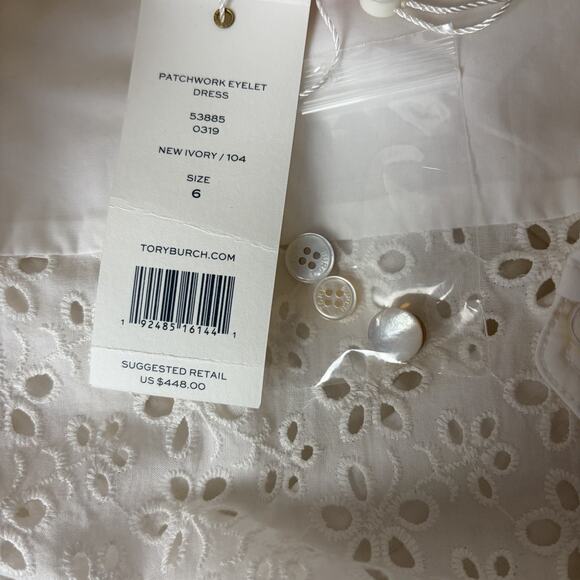 PATCHWORK EYELET
DRESS
53885
0319
NEW IVORY / 104
SIZE
6
TORYBURCH.COM
1 92485 16144 1
SUGGESTED RETAIL
US $448.00